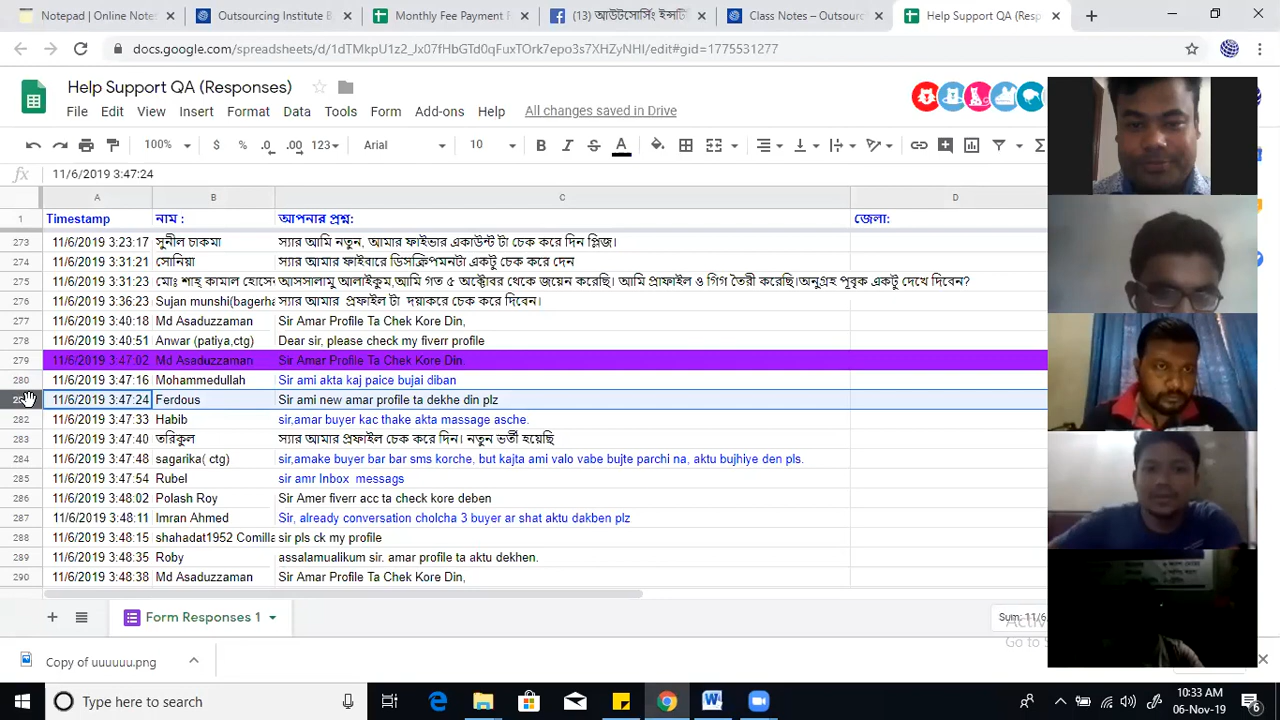 Notepad | Online Note
Outsourcing Institute B
Monthly Fee Payment F
(13) আউটসোর্সিং ইন্সটি
Class Notes – Outsourc
Help Support QA (Resp
docs.google.com/spreadsheets/d/1dTMkpU1z2_Jx07fHbGTd0qFuxTOrk7epo3s7XHZyNHI/edit#gid=1775531277
Help Support QA (Responses)
File Edit View Insert Format Data Tools Form Add-ons Help All changes saved in Drive
100% $ % .0 .00 123 Arial 10 B I S A Σ
fx 11/6/2019 3:47:24
A B C D
1 Timestamp নাম : আপনার প্রশ্ন: জেলা:
273 11/6/2019 3:23:17 সুনীল চাকমা স্যার আমি নতুন, আমার ফাইভার একাউন্ট টা চেক করে দিন প্লিজ।
274 11/6/2019 3:31:21 সোনিয়া স্যার আমার ফাইবারে ডিসক্রিপমনটা একটু চেক করে দেন
275 11/6/2019 3:31:23 মোঃ শাহ্ কামাল হোসে আসসালামু আলাইকুম,আমি গত ৫ অক্টোবর থেকে জয়েন করেছি। আমি প্রোফাইল ও গিগ তৈরী করেছি।অনুগ্রহ পূর্বক একটু দেখে দিবেন?
276 11/6/2019 3:36:23 Sujan munshi(bagerha স্যার আমার প্রফাইল টা দয়াকরে চেক করে দিবেন।
277 11/6/2019 3:40:18 Md Asaduzzaman Sir Amar Profile Ta Chek Kore Din,
278 11/6/2019 3:40:51 Anwar (patiya,ctg) Dear sir, please check my fiverr profile
279 11/6/2019 3:47:02 Md Asaduzzaman Sir Amar Profile Ta Chek Kore Din.
280 11/6/2019 3:47:16 Mohammedullah Sir ami akta kaj paice bujai diban
11/6/2019 3:47:24 Ferdous Sir ami new amar profile ta dekhe din plz
282 11/6/2019 3:47:33 Habib sir,amar buyer kac thake akta massage asche.
283 11/6/2019 3:47:40 তরিকুল স্যার আমার প্রফাইল চেক করে দিন। নতুন ভর্তী হয়েছি
284 11/6/2019 3:47:48 sagarika( ctg) sir,amake buyer bar bar sms korche, but kajta ami valo vabe bujte parchi na, aktu bujhiye den pls.
285 11/6/2019 3:47:54 Rubel sir amr Inbox messags
286 11/6/2019 3:48:02 Polash Roy Sir Amer fiverr acc ta check kore deben
287 11/6/2019 3:48:11 Imran Ahmed Sir, already conversation cholcha 3 buyer ar shat aktu dakben plz
288 11/6/2019 3:48:15 shahadat1952 Comilla sir pls ck my profile
289 11/6/2019 3:48:35 Roby assalamualikum sir. amar profile ta aktu dekhen.
290 11/6/2019 3:48:38 Md Asaduzzaman Sir Amar Profile Ta Chek Kore Din,
Form Responses 1
Sum: 11/6
Activ
Go to S
Copy of uuuuuu.png
Type here to search
10:33 AM
06-Nov-19
6